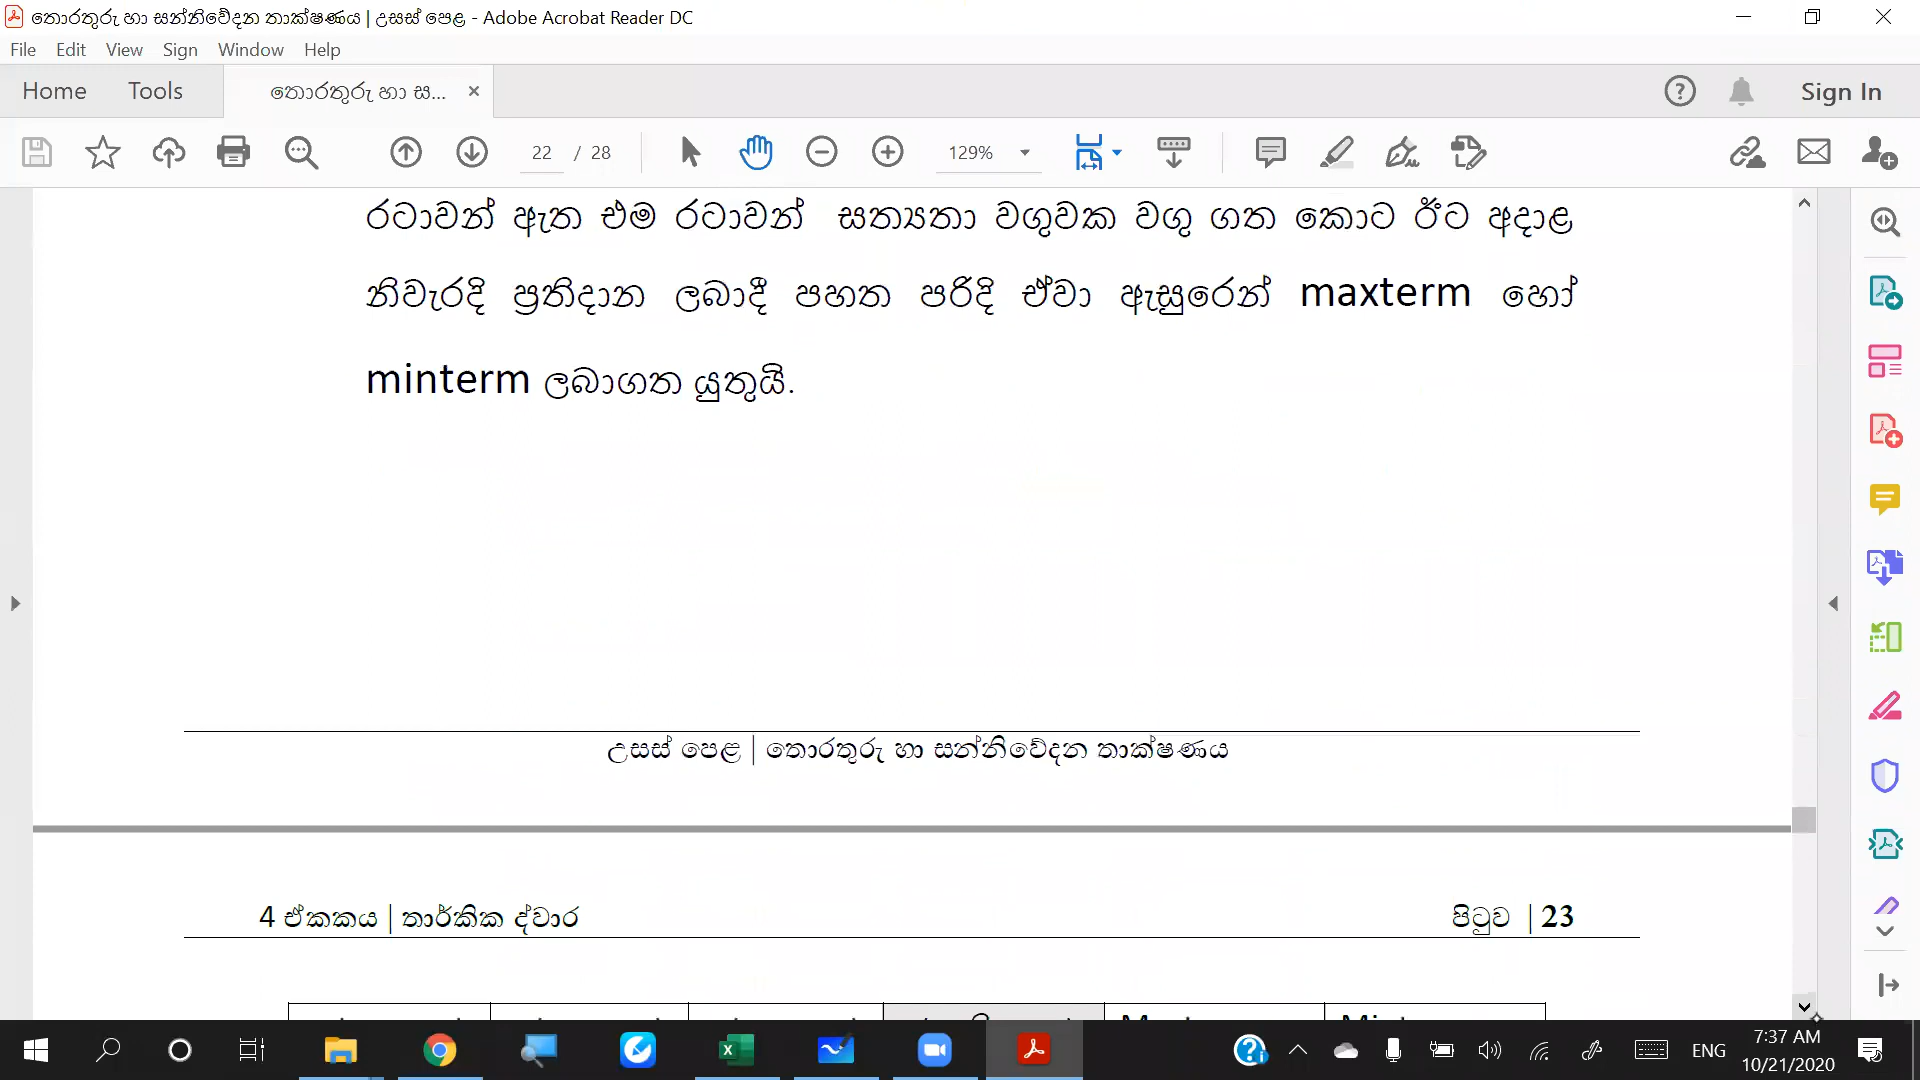 තොරතුරු හා සන්නිවේදන තාක්ෂණය | උසස් පෙළ - Adobe Acrobat Reader DC
File Edit View Sign Window Help
Home Tools තොරතුරු හා ස... × Sign In
22 / 28 129%
රටාවන් ඇත එම රටාවන් සත්‍යතා වගුවක වගු ගත කොට ඊට අදාළ
නිවැරදි ප්‍රතිදාන ලබාදී පහත පරිදි ඒවා ඇසුරෙන් maxterm හෝ
minterm ලබාගත යුතුයි.
උසස් පෙළ | තොරතුරු හා සන්නිවේදන තාක්ෂණය
4 ඒකකය | තාර්කික ද්වාර පිටුව | 23
ENG 7:37 AM
10/21/2020